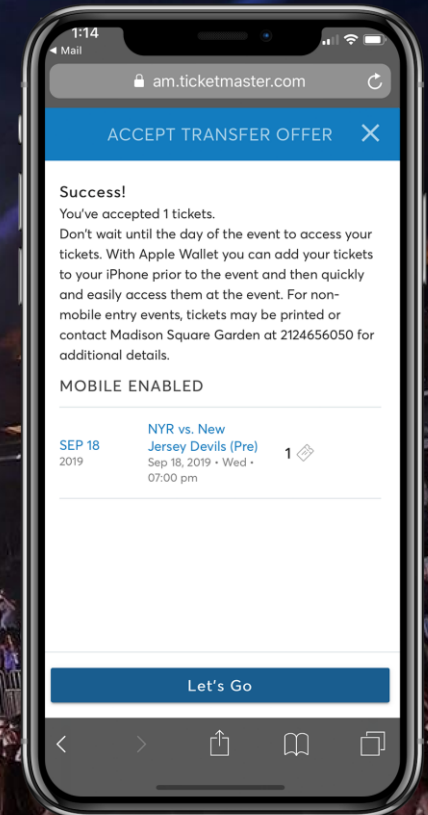 1:14
Mail
am.ticketmaster.com
ACCEPT TRANSFER OFFER
Success!
You've accepted 1 tickets.
Don't wait until the day of the event to access your
tickets. With Apple Wallet you can add your tickets
to your iPhone prior to the event and then quickly
and easily access them at the event. For non-
mobile entry events, tickets may be printed or
contact Madison Square Garden at 2124656050 for
additional details.
MOBILE ENABLED
SEP 18
2019
NYR vs. New
Jersey Devils (Pre)
Sep 18, 2019 • Wed •
07:00 pm
1
Let's Go